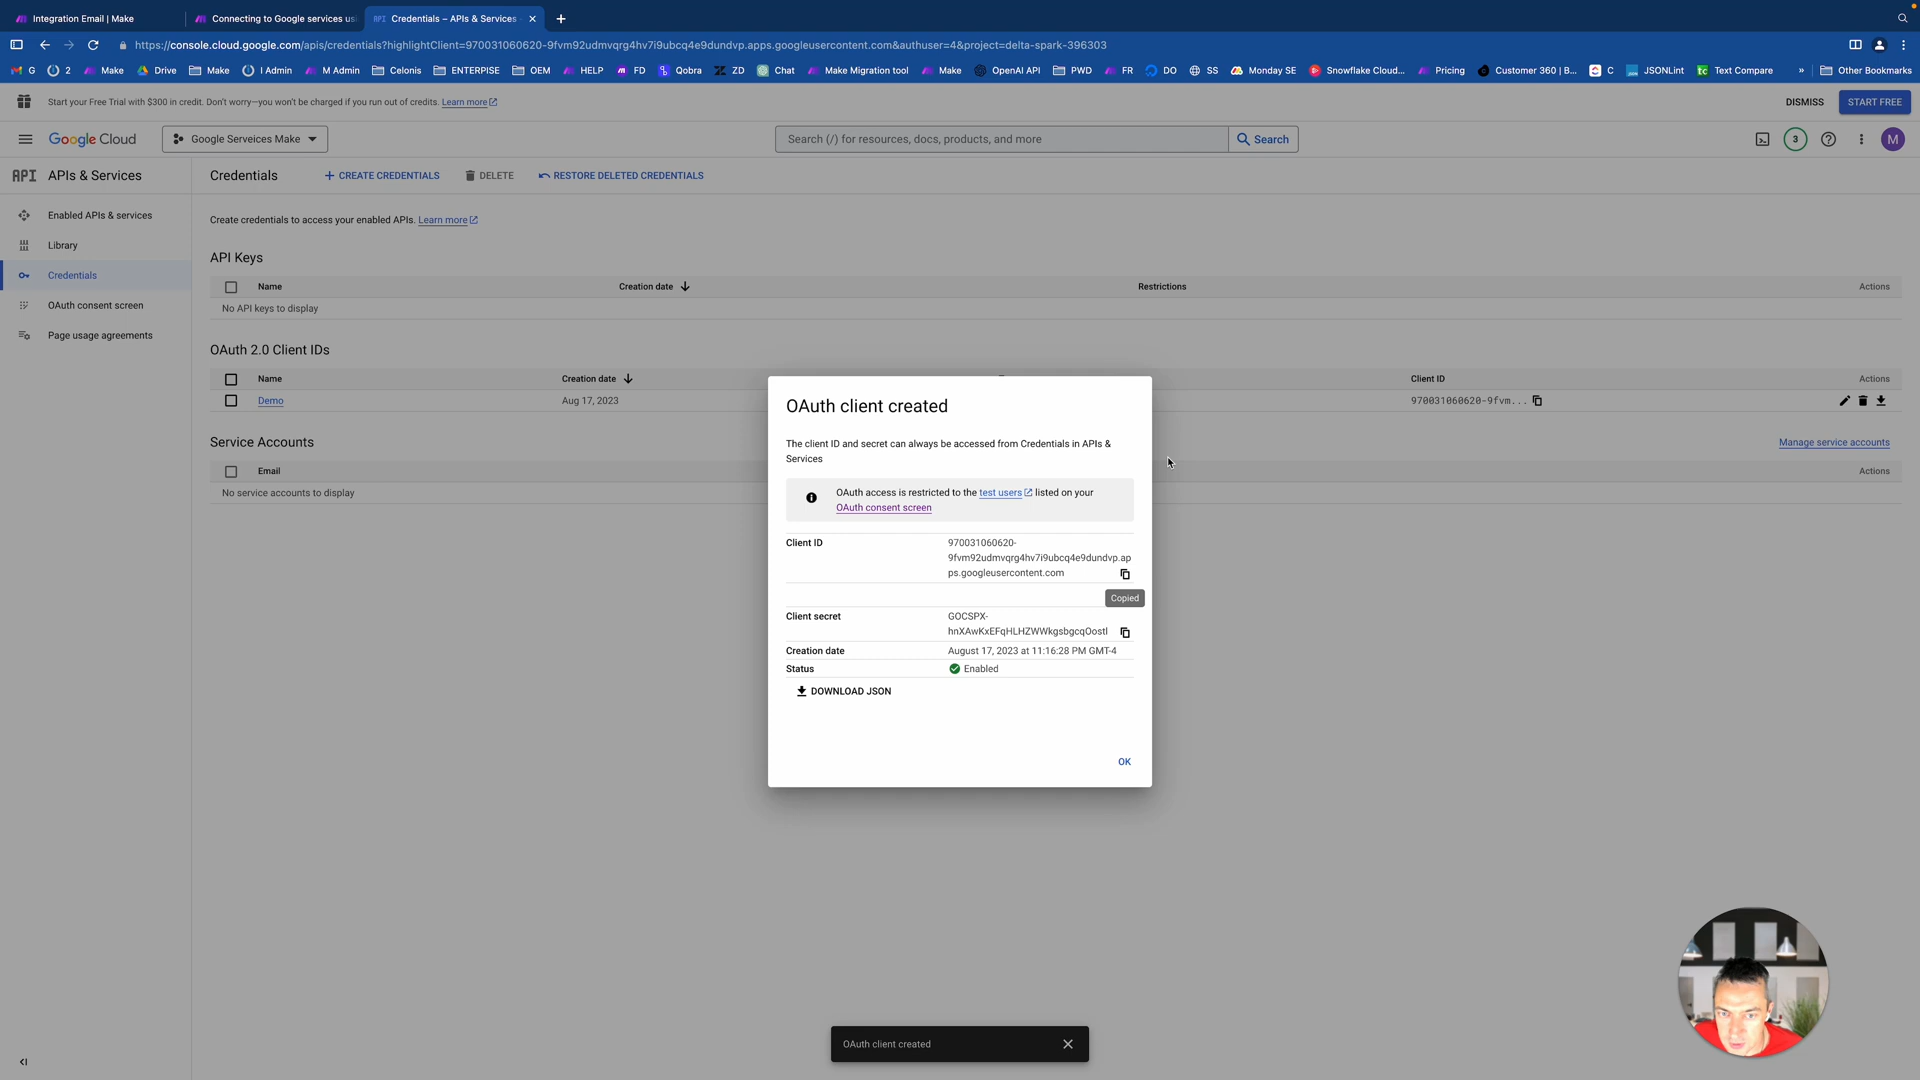 Integration Email | Make
Connecting to Google services us
API Credentials – APIs & Services
https://console.cloud.google.com/apis/credentials?highlightClient=970031060620-9fvm92udmvqrg4hv7i9ubcq4e9dundvp.apps.googleusercontent.com&authuser=4&project=delta-spark-396303
G 2 Make Drive Make I Admin M Admin Celonis ENTERPISE OEM HELP FD Qobra ZD Chat Make Migration tool Make OpenAI API PWD FR DO SS Monday SE Snowflake Cloud... Pricing Customer 360 | B... C JSONLint Text Compare » Other Bookmarks
Start your Free Trial with $300 in credit. Don't worry—you won't be charged if you run out of credits. Learn more
DISMISS
START FREE
Google Cloud
Google Serveices Make
Search (/) for resources, docs, products, and more
Search
3
M
API APIs & Services
Credentials
+ CREATE CREDENTIALS
DELETE
RESTORE DELETED CREDENTIALS
Enabled APIs & services
Library
Credentials
OAuth consent screen
Page usage agreements
Create credentials to access your enabled APIs. Learn more
API Keys
Name Creation date Restrictions Actions
No API keys to display
OAuth 2.0 Client IDs
Name Creation date Client ID Actions
Demo Aug 17, 2023 970031060620-9fvm...
Service Accounts
Manage service accounts
Email Actions
No service accounts to display
OAuth client created
The client ID and secret can always be accessed from Credentials in APIs &
Services
OAuth access is restricted to the test users listed on your
OAuth consent screen
Client ID 970031060620-
9fvm92udmvqrg4hv7i9ubcq4e9dundvp.ap
ps.googleusercontent.com
Copied
Client secret GOCSPX-
hnXAwKxEFqHLHZWWkgsbgcqOostl
Creation date August 17, 2023 at 11:16:28 PM GMT-4
Status Enabled
DOWNLOAD JSON
OK
OAuth client created